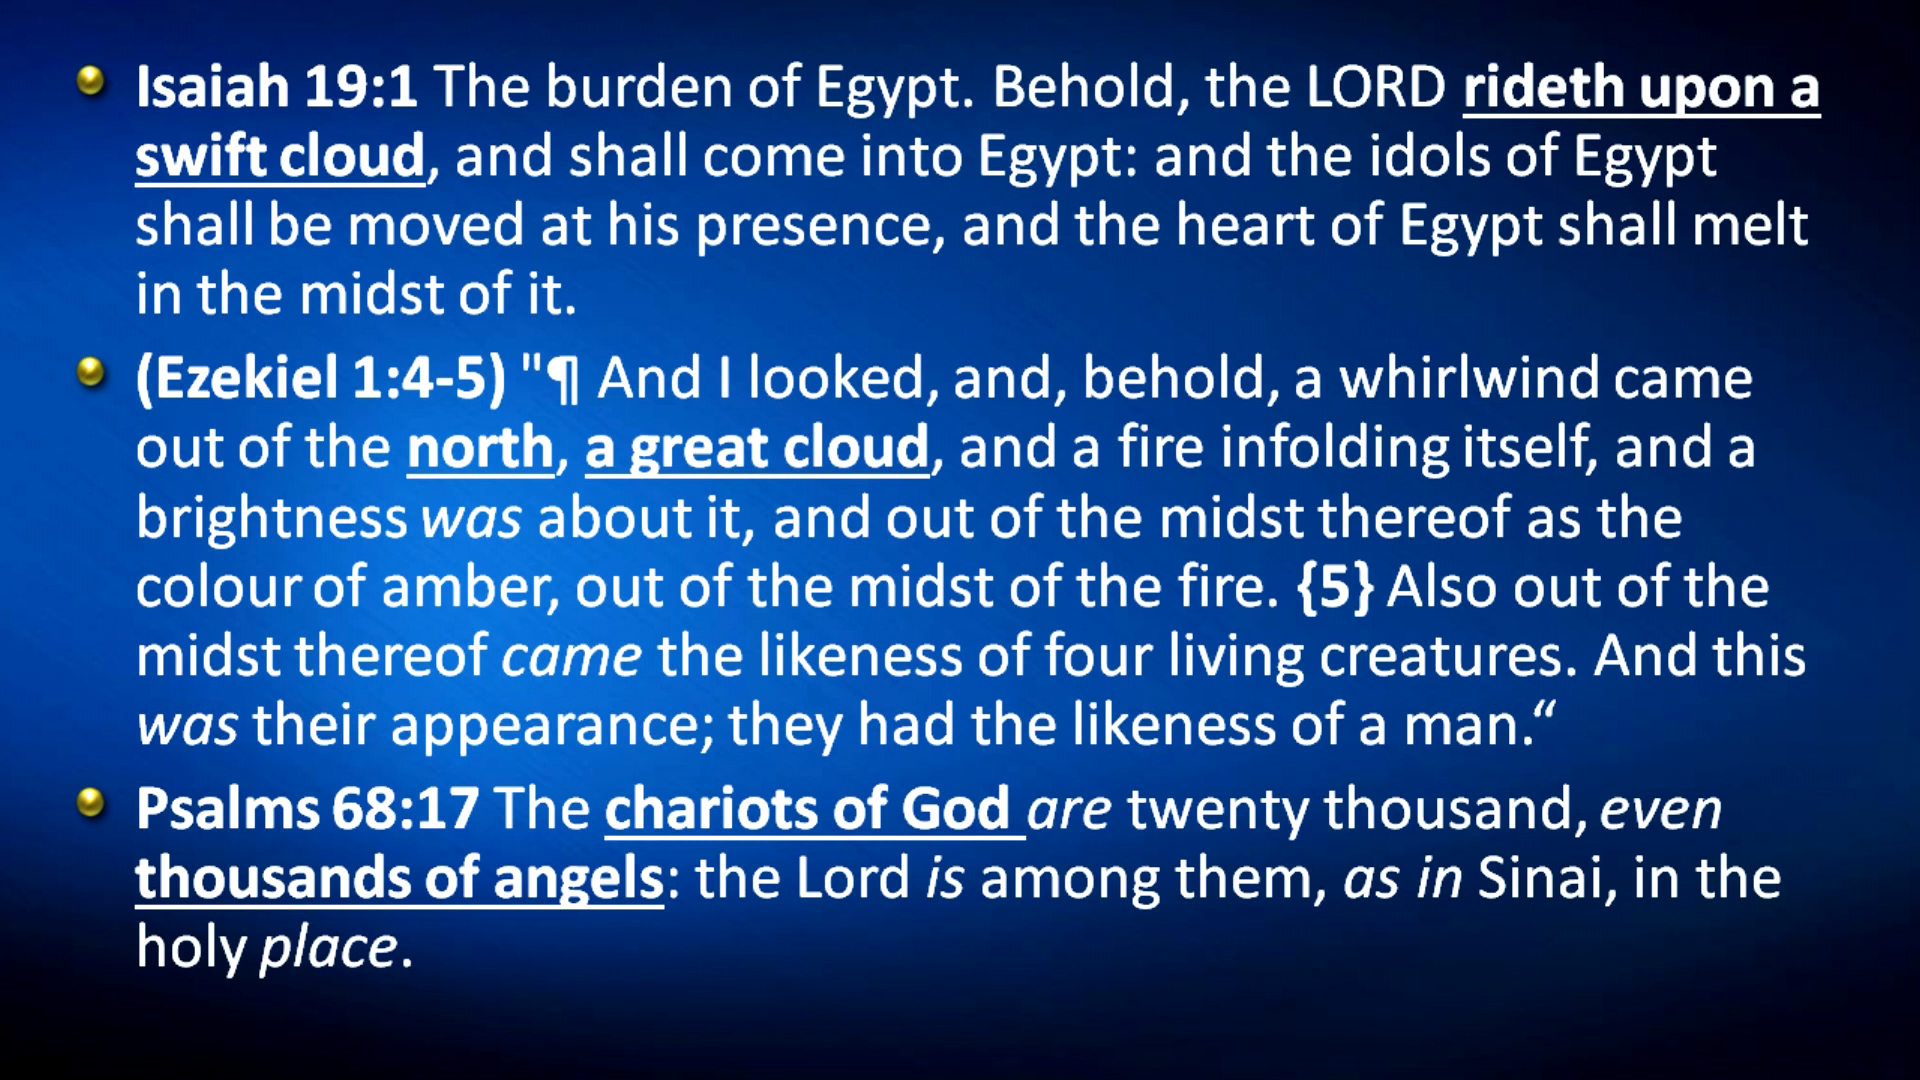 Isaiah 19:1 The burden of Egypt. Behold, the LORD rideth upon a
swift cloud, and shall come into Egypt: and the idols of Egypt
shall be moved at his presence, and the heart of Egypt shall melt
in the midst of it.
(Ezekiel 1:4-5) "¶ And I looked, and, behold, a whirlwind came
out of the north, a great cloud, and a fire infolding itself, and a
brightness was about it, and out of the midst thereof as the
colour of amber, out of the midst of the fire. {5} Also out of the
midst thereof came the likeness of four living creatures. And this
was their appearance; they had the likeness of a man.“
Psalms 68:17 The chariots of God are twenty thousand, even
thousands of angels: the Lord is among them, as in Sinai, in the
holy place.